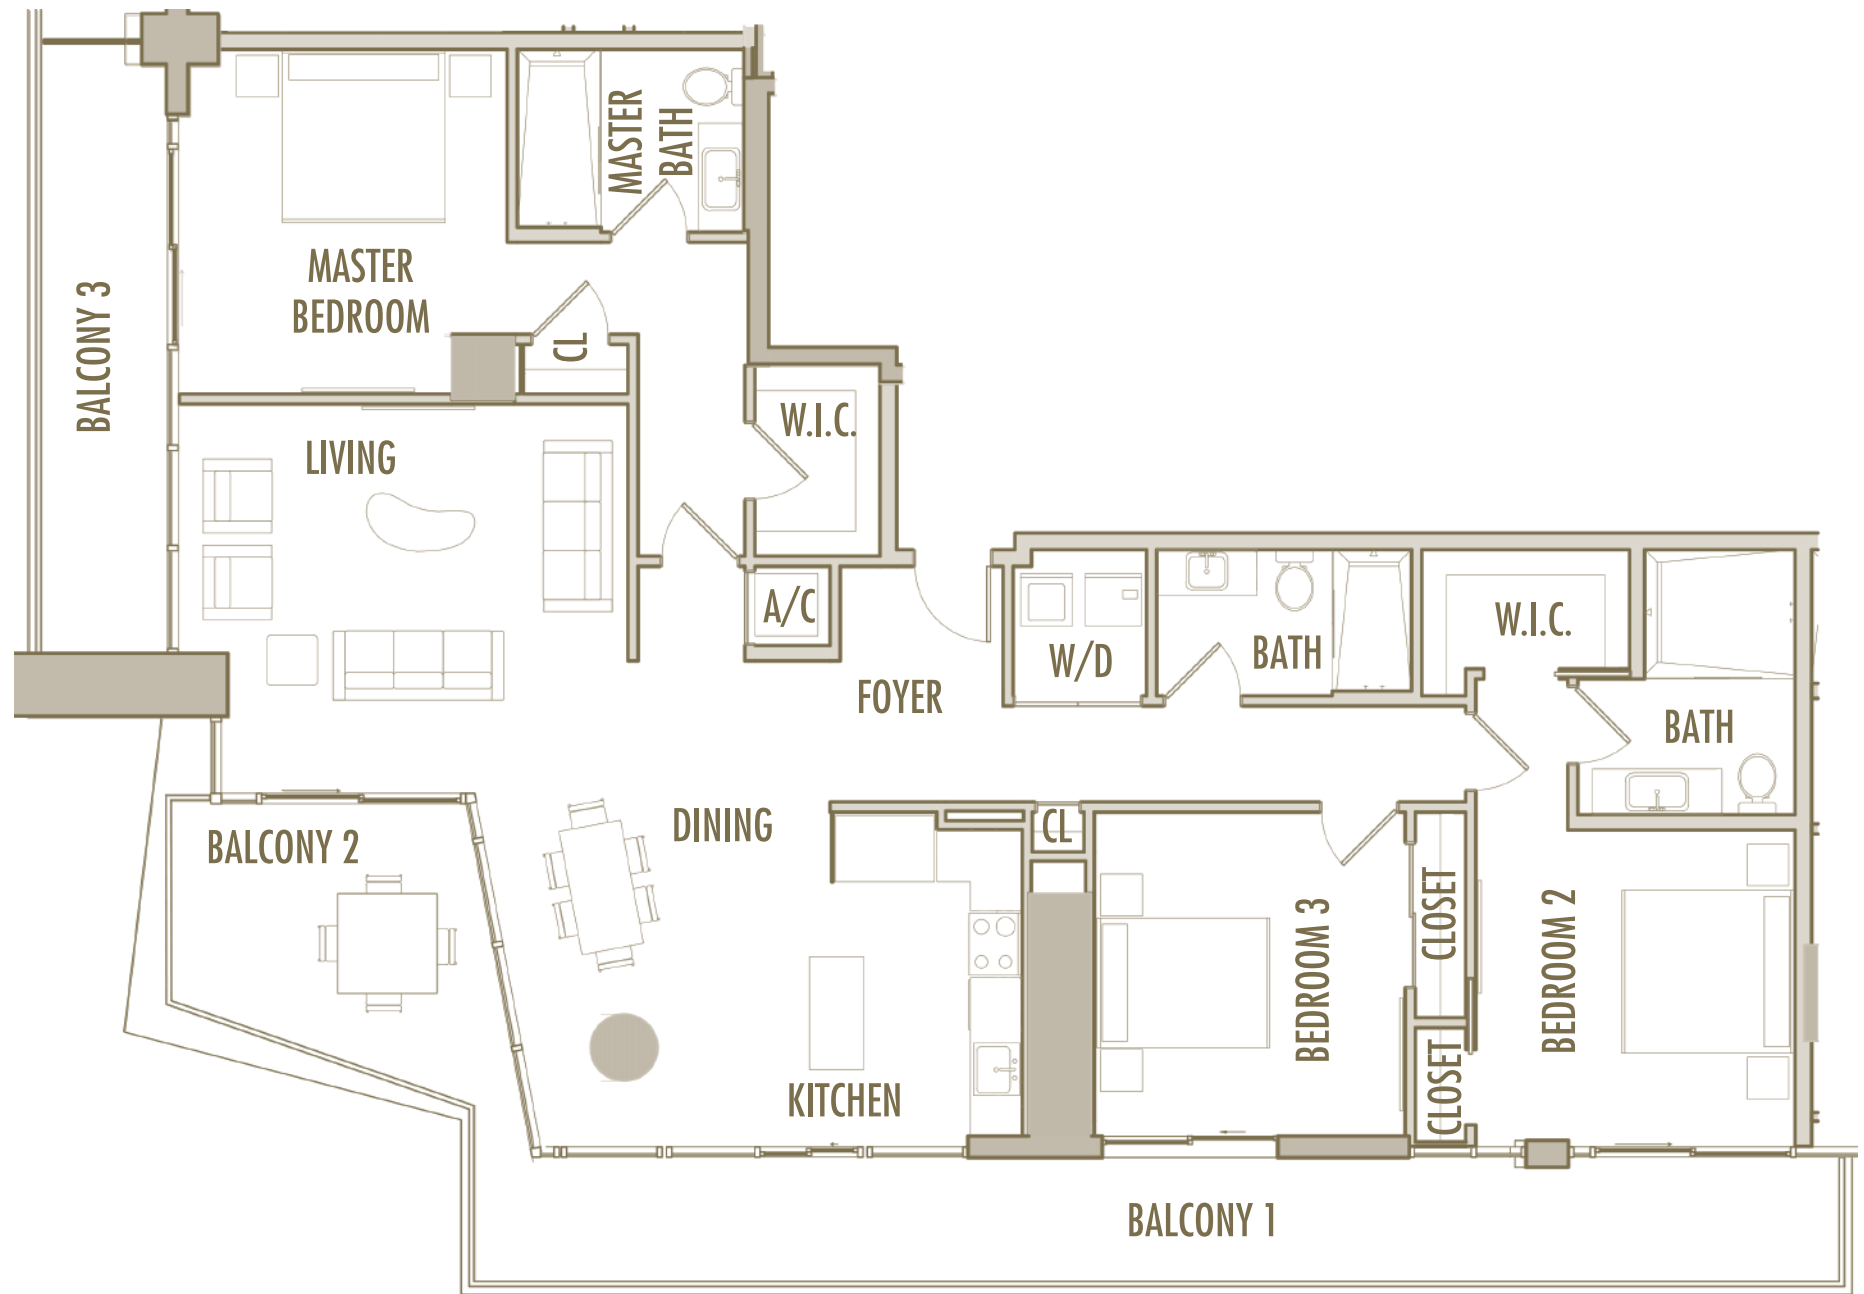 MASTER
BATH
MASTER
BEDROOM
BALCONY 3
CL
W.I.C.
LIVING
A/C
W/D
BATH
W.I.C.
FOYER
BATH
DINING
CL
BALCONY 2
CLOSET
BEDROOM 3
BEDROOM 2
CLOSET
KITCHEN
BALCONY 1